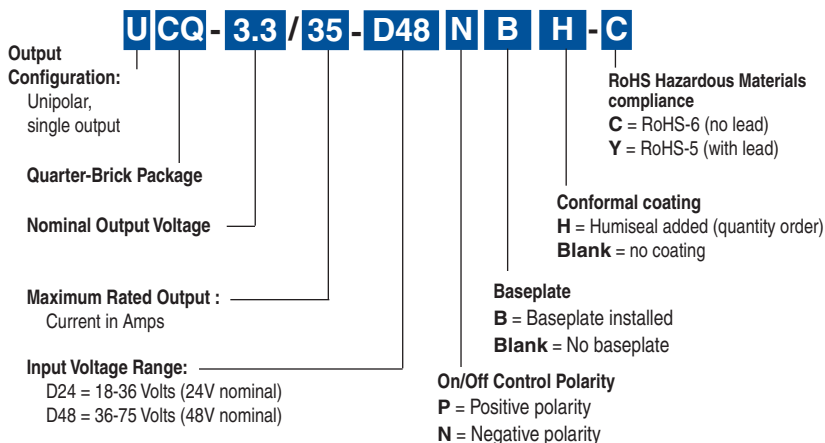 UCQ-3.3/35-D48NBH-C
Output
Configuration:
Unipolar,
single output
Quarter-Brick Package
Nominal Output Voltage
Maximum Rated Output :
Current in Amps
Input Voltage Range:
D24 = 18-36 Volts (24V nominal)
D48 = 36-75 Volts (48V nominal)
RoHS Hazardous Materials
compliance
C = RoHS-6 (no lead)
Y = RoHS-5 (with lead)
Conformal coating
H = Humiseal added (quantity order)
Blank = no coating
Baseplate
B = Baseplate installed
Blank = No baseplate
On/Off Control Polarity
P = Positive polarity
N = Negative polarity